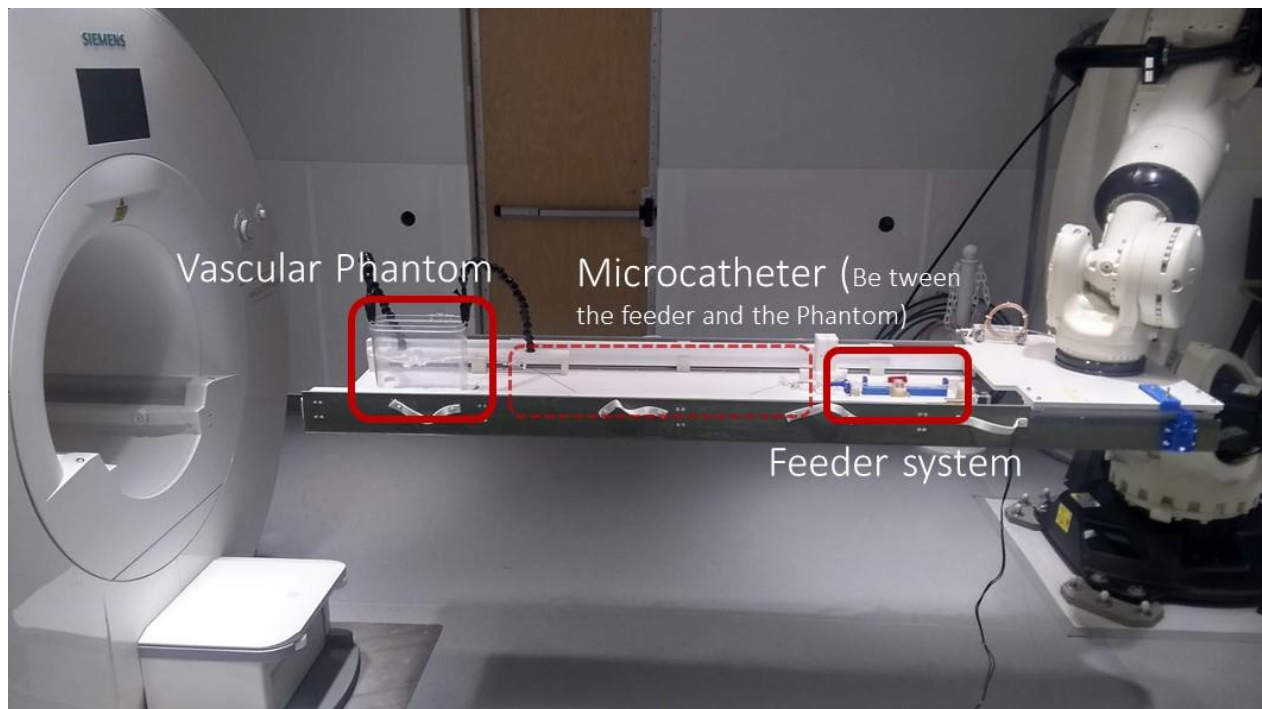 SIEMENS
Vascular Phantom
Microcatheter (Be tween
the feeder and the Phantom)
Feeder system